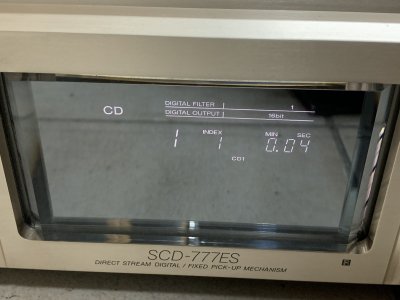 DIGITAL FILTER 1
CD
DIGITAL OUTPUT 16bit
INDEX MIN SEC
1 1 0.04
SCD-777ES
DIRECT STREAM DIGITAL / FIXED PICK-UP MECHANISM